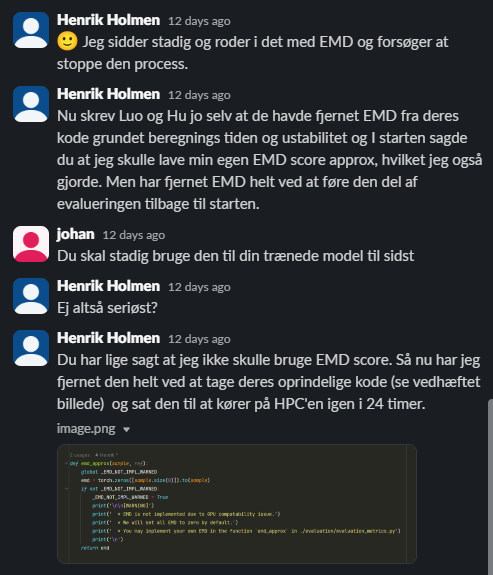 Henrik Holmen 12 days ago
🙂 Jeg sidder stadig og roder i det med EMD og forsøger at
stoppe den process.
Henrik Holmen 12 days ago
Nu skrev Luo og Hu jo selv at de havde fjernet EMD fra deres
kode grundet beregnings tiden og ustabilitet og I starten sagde
du at jeg skulle lave min egen EMD score approx, hvilket jeg også
gjorde. Men har fjernet EMD helt ved at føre den del af
evalueringen tilbage til starten.
johan 12 days ago
Du skal stadig bruge den til din trænede model til sidst
Henrik Holmen 12 days ago
Ej altså seriøst?
Henrik Holmen 12 days ago
Du har lige sagt at jeg ikke skulle bruge EMD score. Så nu har jeg
fjernet den helt ved at tage deres oprindelige kode (se vedhæftet
billede) og sat den til at kører på HPC'en igen i 24 timer.
image.png
2 usages Henrik *
def emd_approx(sample, ref):
global _EMD_NOT_IMPL_WARNED
emd = torch.zeros([sample.size(0)]).to(sample)
if not _EMD_NOT_IMPL_WARNED:
_EMD_NOT_IMPL_WARNED = True
print('\n\n[WARNING]')
print(' * EMD is not implemented due to GPU compatability issue.')
print(' * We will set all EMD to zero by default.')
print(' * You may implement your own EMD in the function `emd_approx` in ./evaluation/evaluation_metrics.py')
print('\n')
return emd